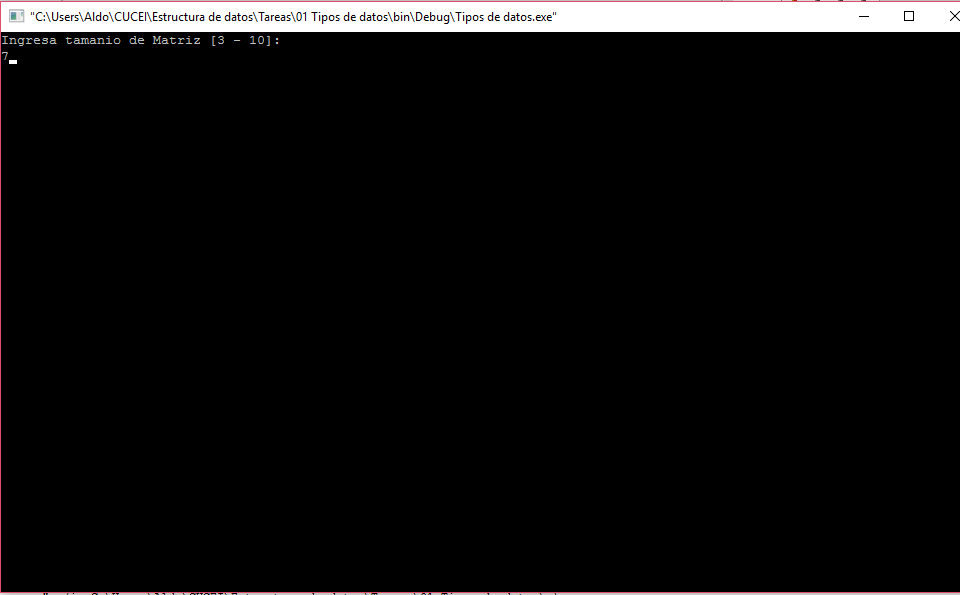 "C:\Users\Aldo\CUCEI\Estructura de datos\Tareas\01 Tipos de datos\bin\Debug\Tipos de datos.exe"
Ingresa tamanio de Matriz [3 - 10]:
7